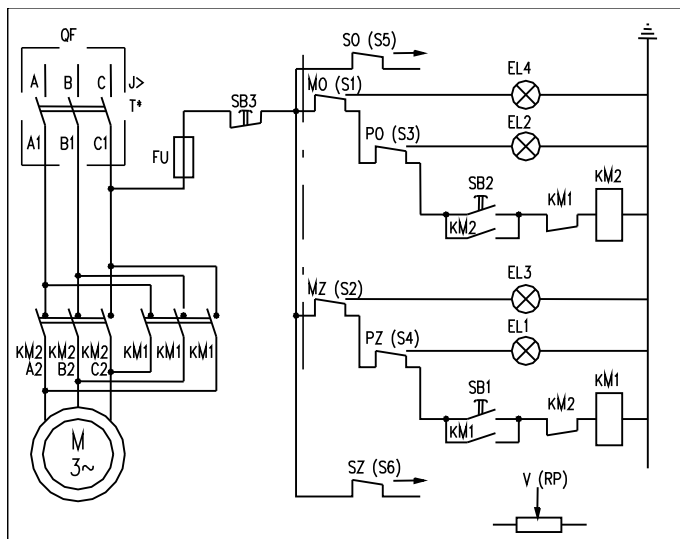 QF
A B C J>
T*
A1 B1 C1
FU
SB3
SO (S5)
MO (S1)
EL4
PO (S3)
EL2
SB2
KM2
KM1
KM2
MZ (S2)
EL3
PZ (S4)
EL1
SB1
KM1
KM2
KM1
KM2 KM2 KM2 KM1 KM1 KM1
A2 B2 C2
M
3~
SZ (S6)
V (RP)